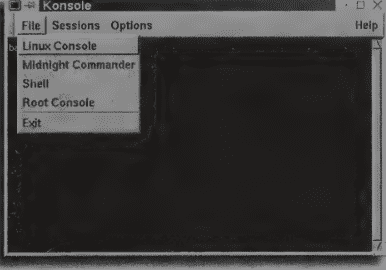 Konsole
File Sessions Options Help
Linux Console
Midnight Commander
Shell
Root Console
Exit